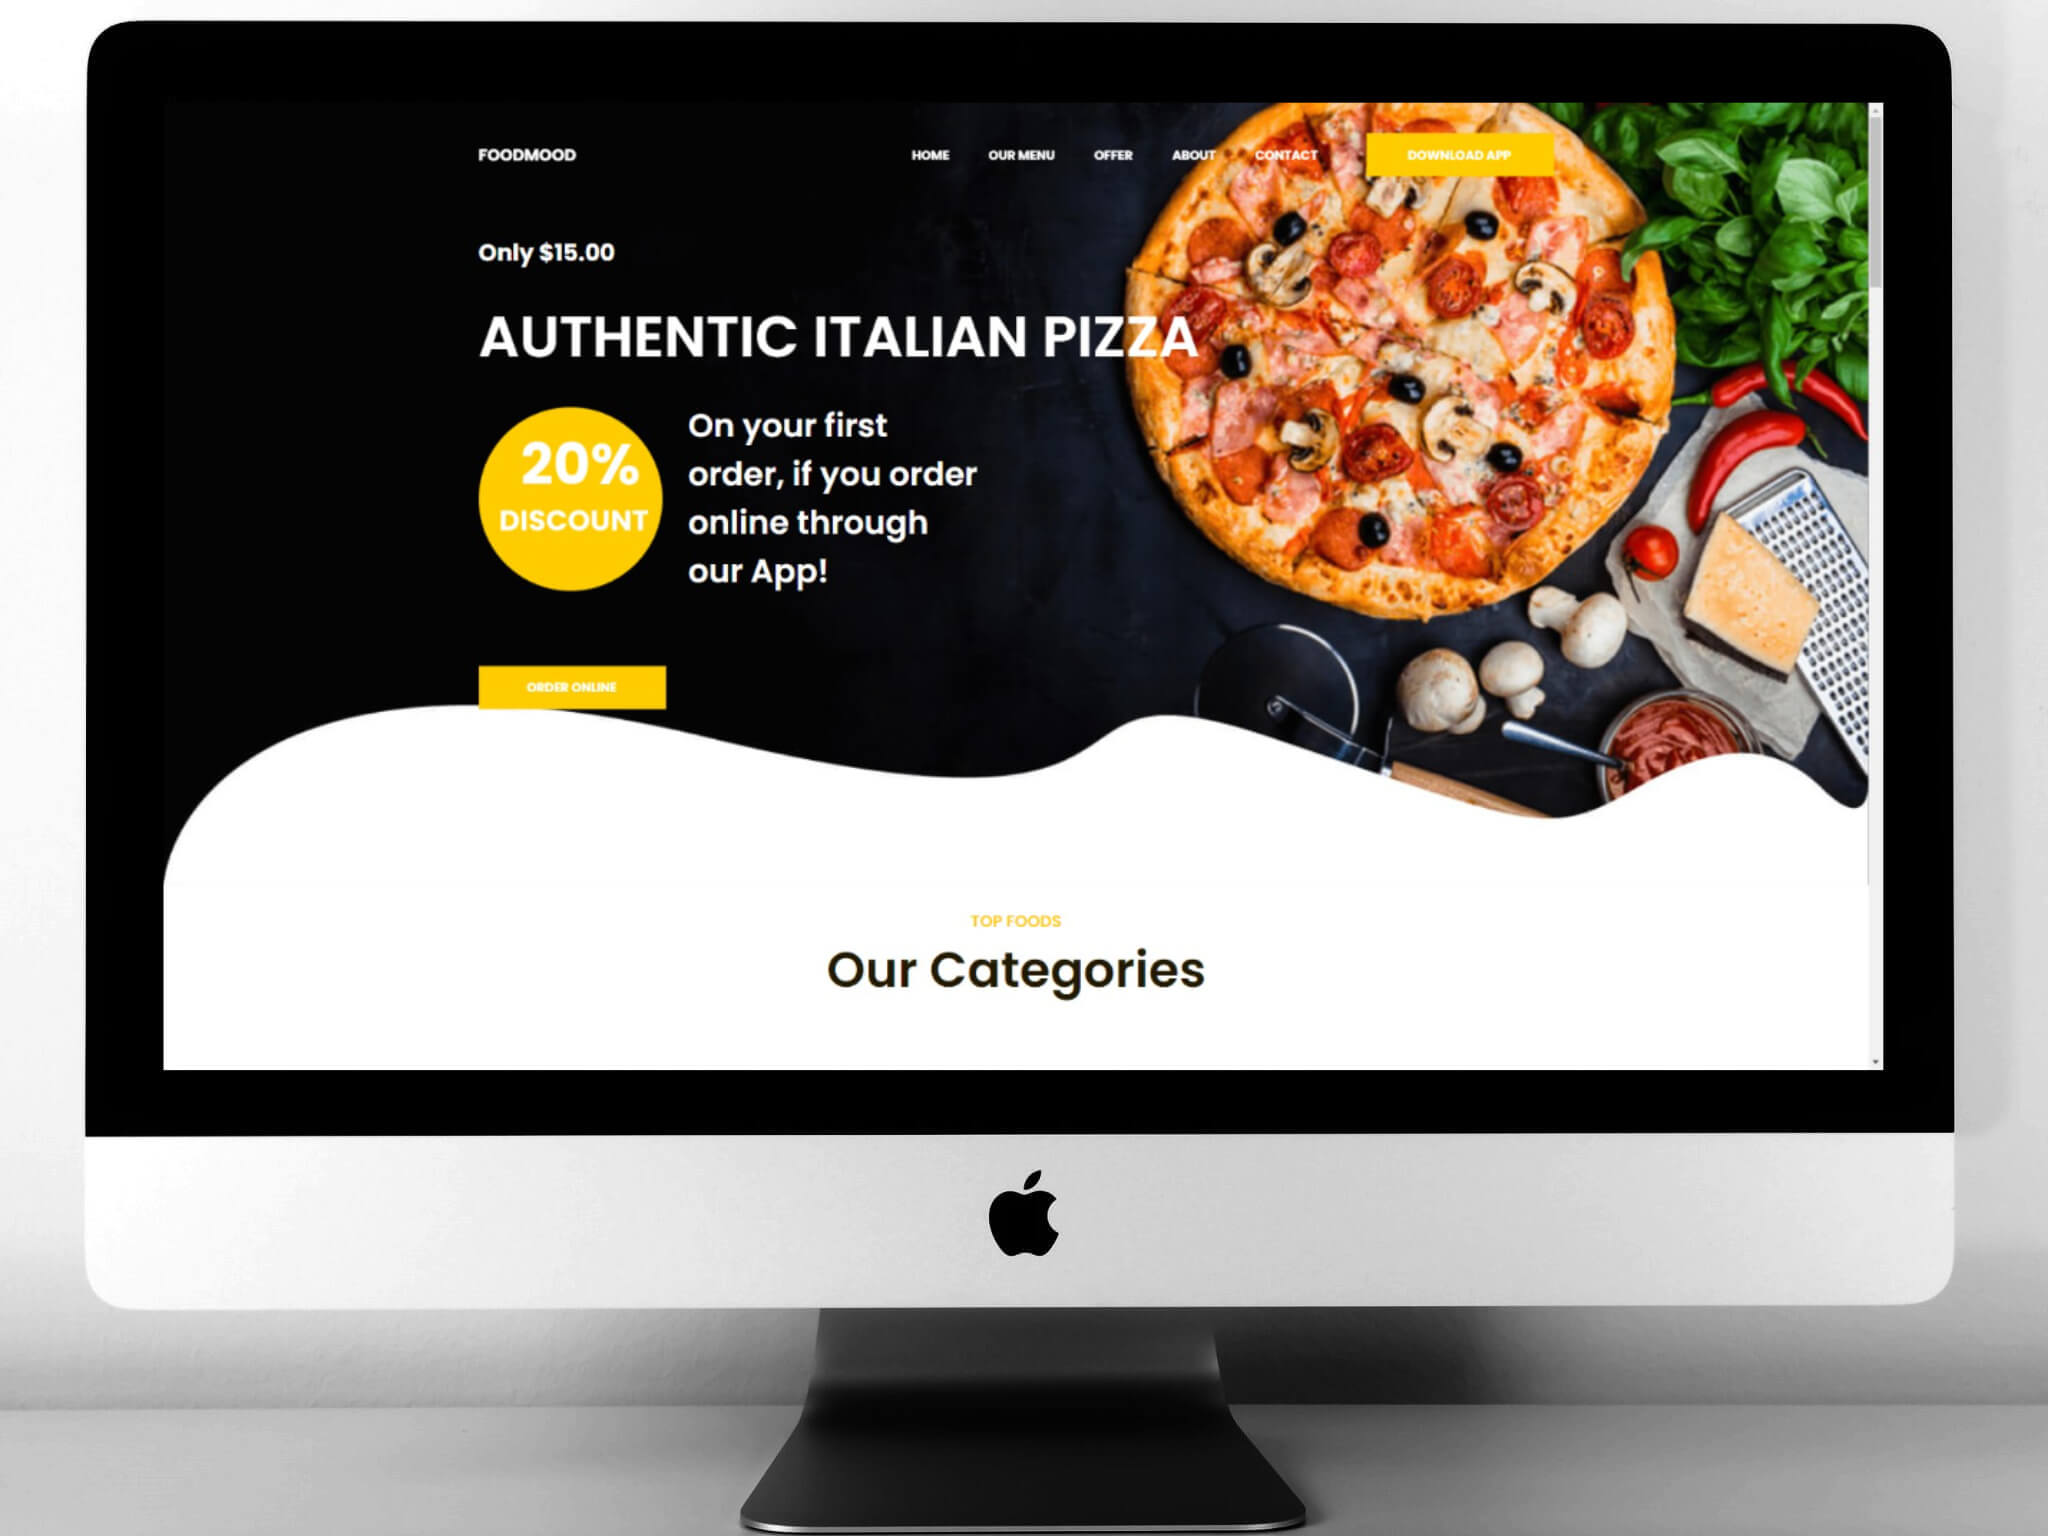 FOODMOOD
HOME
OUR MENU
OFFER
ABOUT
CONTACT
DOWNLOAD APP
Only $15.00
AUTHENTIC ITALIAN PIZZA
20%
DISCOUNT
On your first
order, if you order
online through
our App!
ORDER ONLINE
TOP FOODS
Our Categories